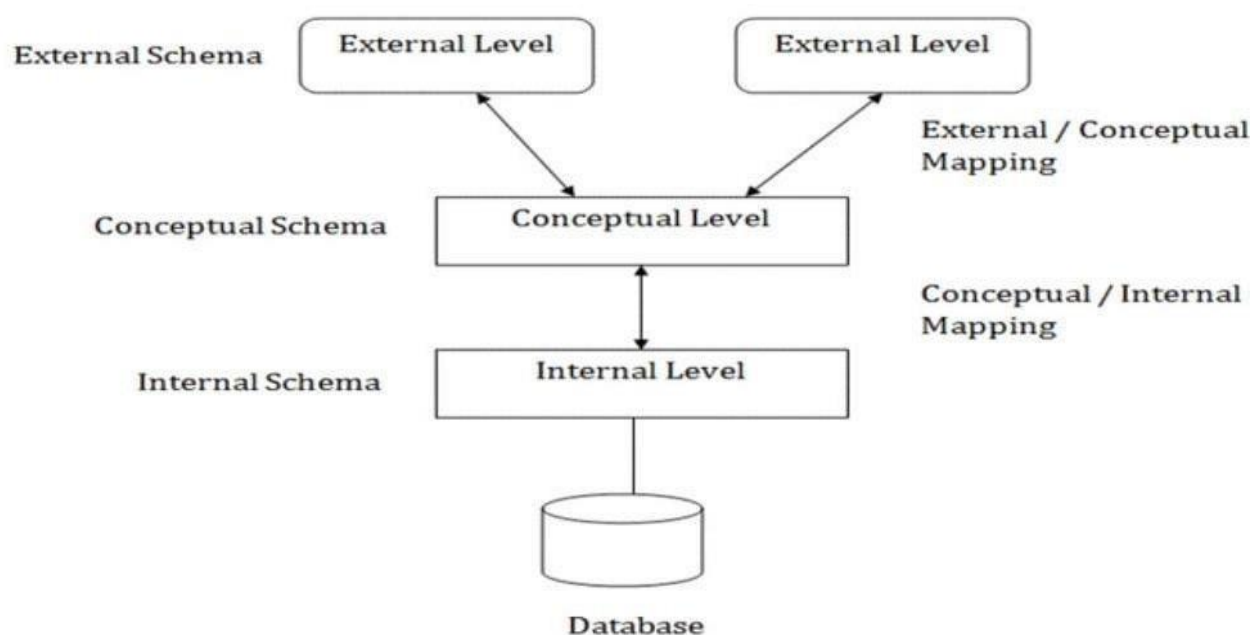 External Schema
External Level
External Level
External / Conceptual
Mapping
Conceptual Schema
Conceptual Level
Conceptual / Internal
Mapping
Internal Schema
Internal Level
Database